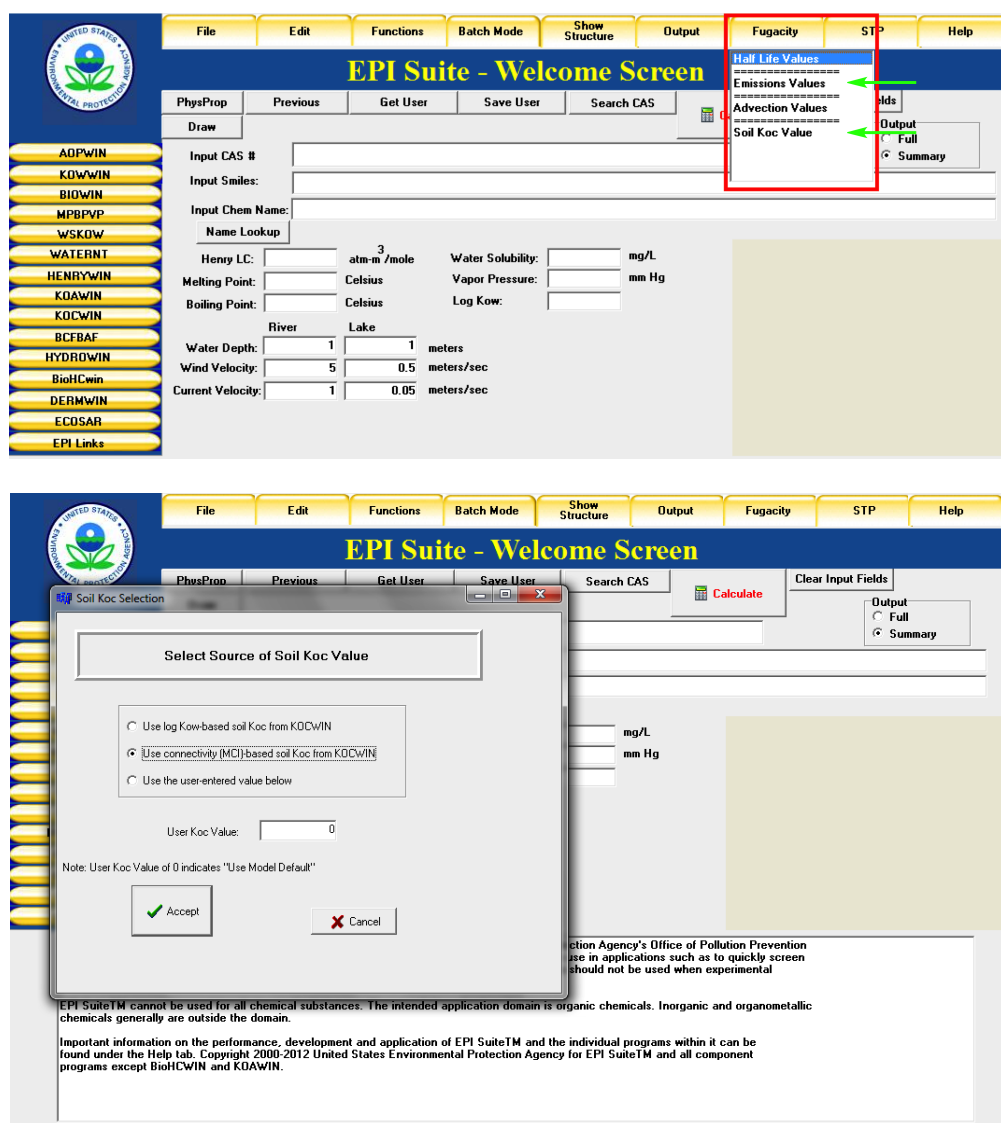 File Edit Functions Batch Mode Show Structure Output Fugacity STP Help
EPI Suite - Welcome Screen
Half Life Values
================
Emissions Values
================
Advection Values
================
Soil Koc Value
PhysProp Previous Get User Save User Search CAS
Draw
Output
Full
Summary
UNITED STATES
AGENCY
AOPWIN
KOWWIN
BIOWIN
MPBPVP
WSKOW
WATERNT
HENRYWIN
KOAWIN
KOCWIN
BCFBAF
HYDROWIN
BioHCwin
DERMWIN
ECOSAR
EPI Links
Input CAS #
Input Smiles:
Input Chem Name:
Name Lookup
Henry LC: atm-m3/mole Water Solubility: mg/L
Melting Point: Celsius Vapor Pressure: mm Hg
Boiling Point: Celsius Log Kow:
River Lake
Water Depth: 1 1 meters
Wind Velocity: 5 0.5 meters/sec
Current Velocity: 1 0.05 meters/sec
File Edit Functions Batch Mode Show Structure Output Fugacity STP Help
EPI Suite - Welcome Screen
PhysProp Previous Get User Save User Search CAS Calculate Clear Input Fields
Output
Full
Summary
mg/L
mm Hg
Soil Koc Selection
Select Source of Soil Koc Value
Use log Kow-based soil Koc from KOCWIN
Use connectivity (MCI)-based soil Koc from KOCWIN
Use the user-entered value below
User Koc Value: 0
Note: User Koc Value of 0 indicates "Use Model Default"
Accept Cancel
ction Agency's Office of Pollution Prevention
use in applications such as to quickly screen
should not be used when experimental
EPI SuiteTM cannot be used for all chemical substances. The intended application domain is organic chemicals. Inorganic and organometallic
chemicals generally are outside the domain.
Important information on the performance, development and application of EPI SuiteTM and the individual programs within it can be
found under the Help tab. Copyright 2000-2012 United States Environmental Protection Agency for EPI SuiteTM and all component
programs except BioHCWIN and KOAWIN.